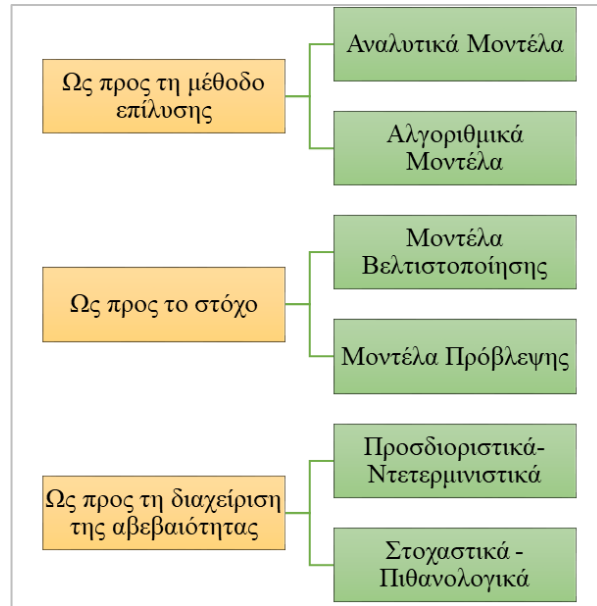 Ως προς τη μέθοδο
επίλυσης
Αναλυτικά Μοντέλα
Αλγοριθμικά
Μοντέλα
Ως προς το στόχο
Μοντέλα
Βελτιστοποίησης
Μοντέλα Πρόβλεψης
Ως προς τη διαχείριση
της αβεβαιότητας
Προσδιοριστικά-
Ντετερμινιστικά
Στοχαστικά -
Πιθανολογικά